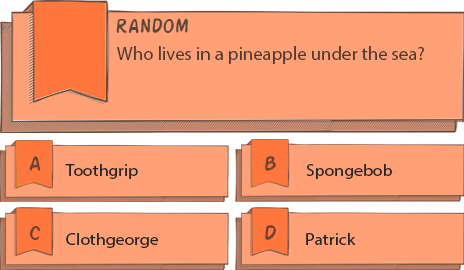 RANDOM
Who lives in a pineapple under the sea?
A Toothgrip
B Spongebob
C Clothgeorge
D Patrick